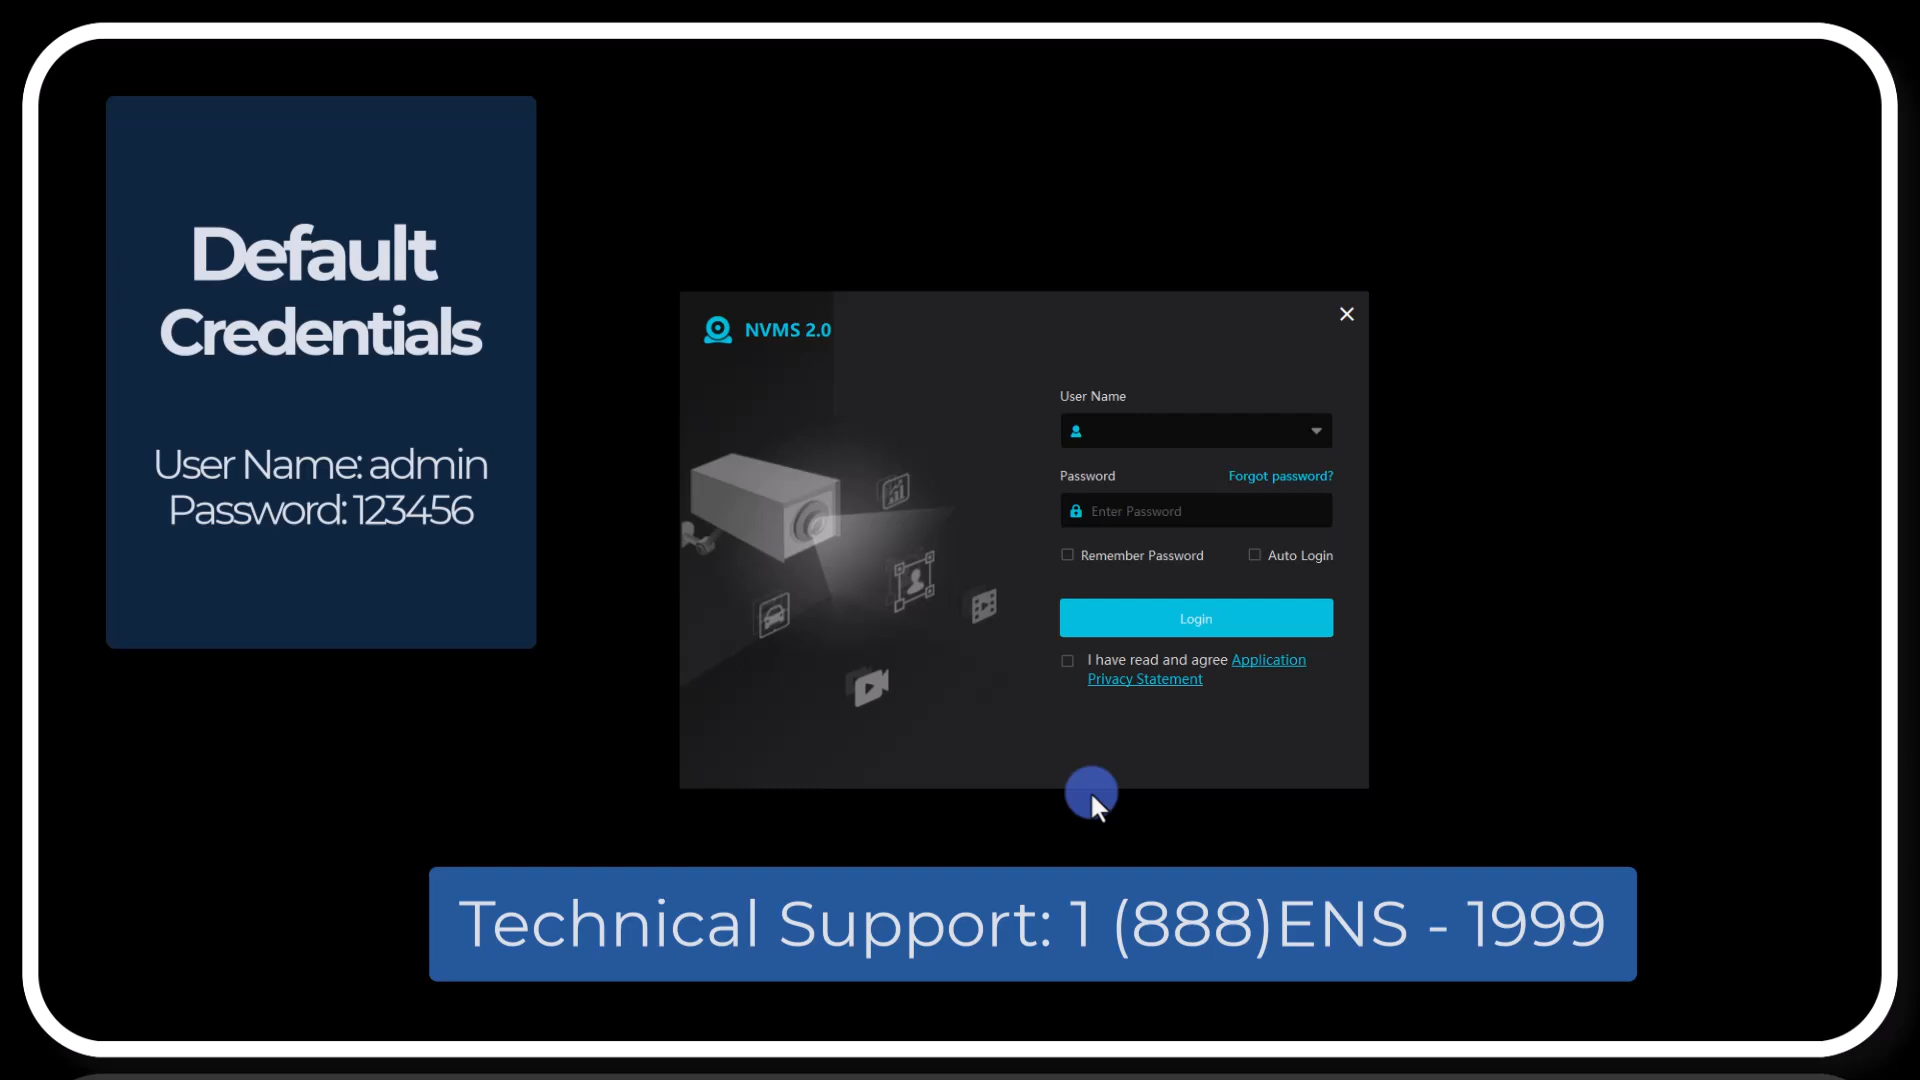 Default
Credentials
User Name: admin
Password: 123456
NVMS 2.0
User Name
Password
Forgot password?
Enter Password
Remember Password
Auto Login
Login
I have read and agree Application
Privacy Statement
Technical Support: 1 (888)ENS - 1999